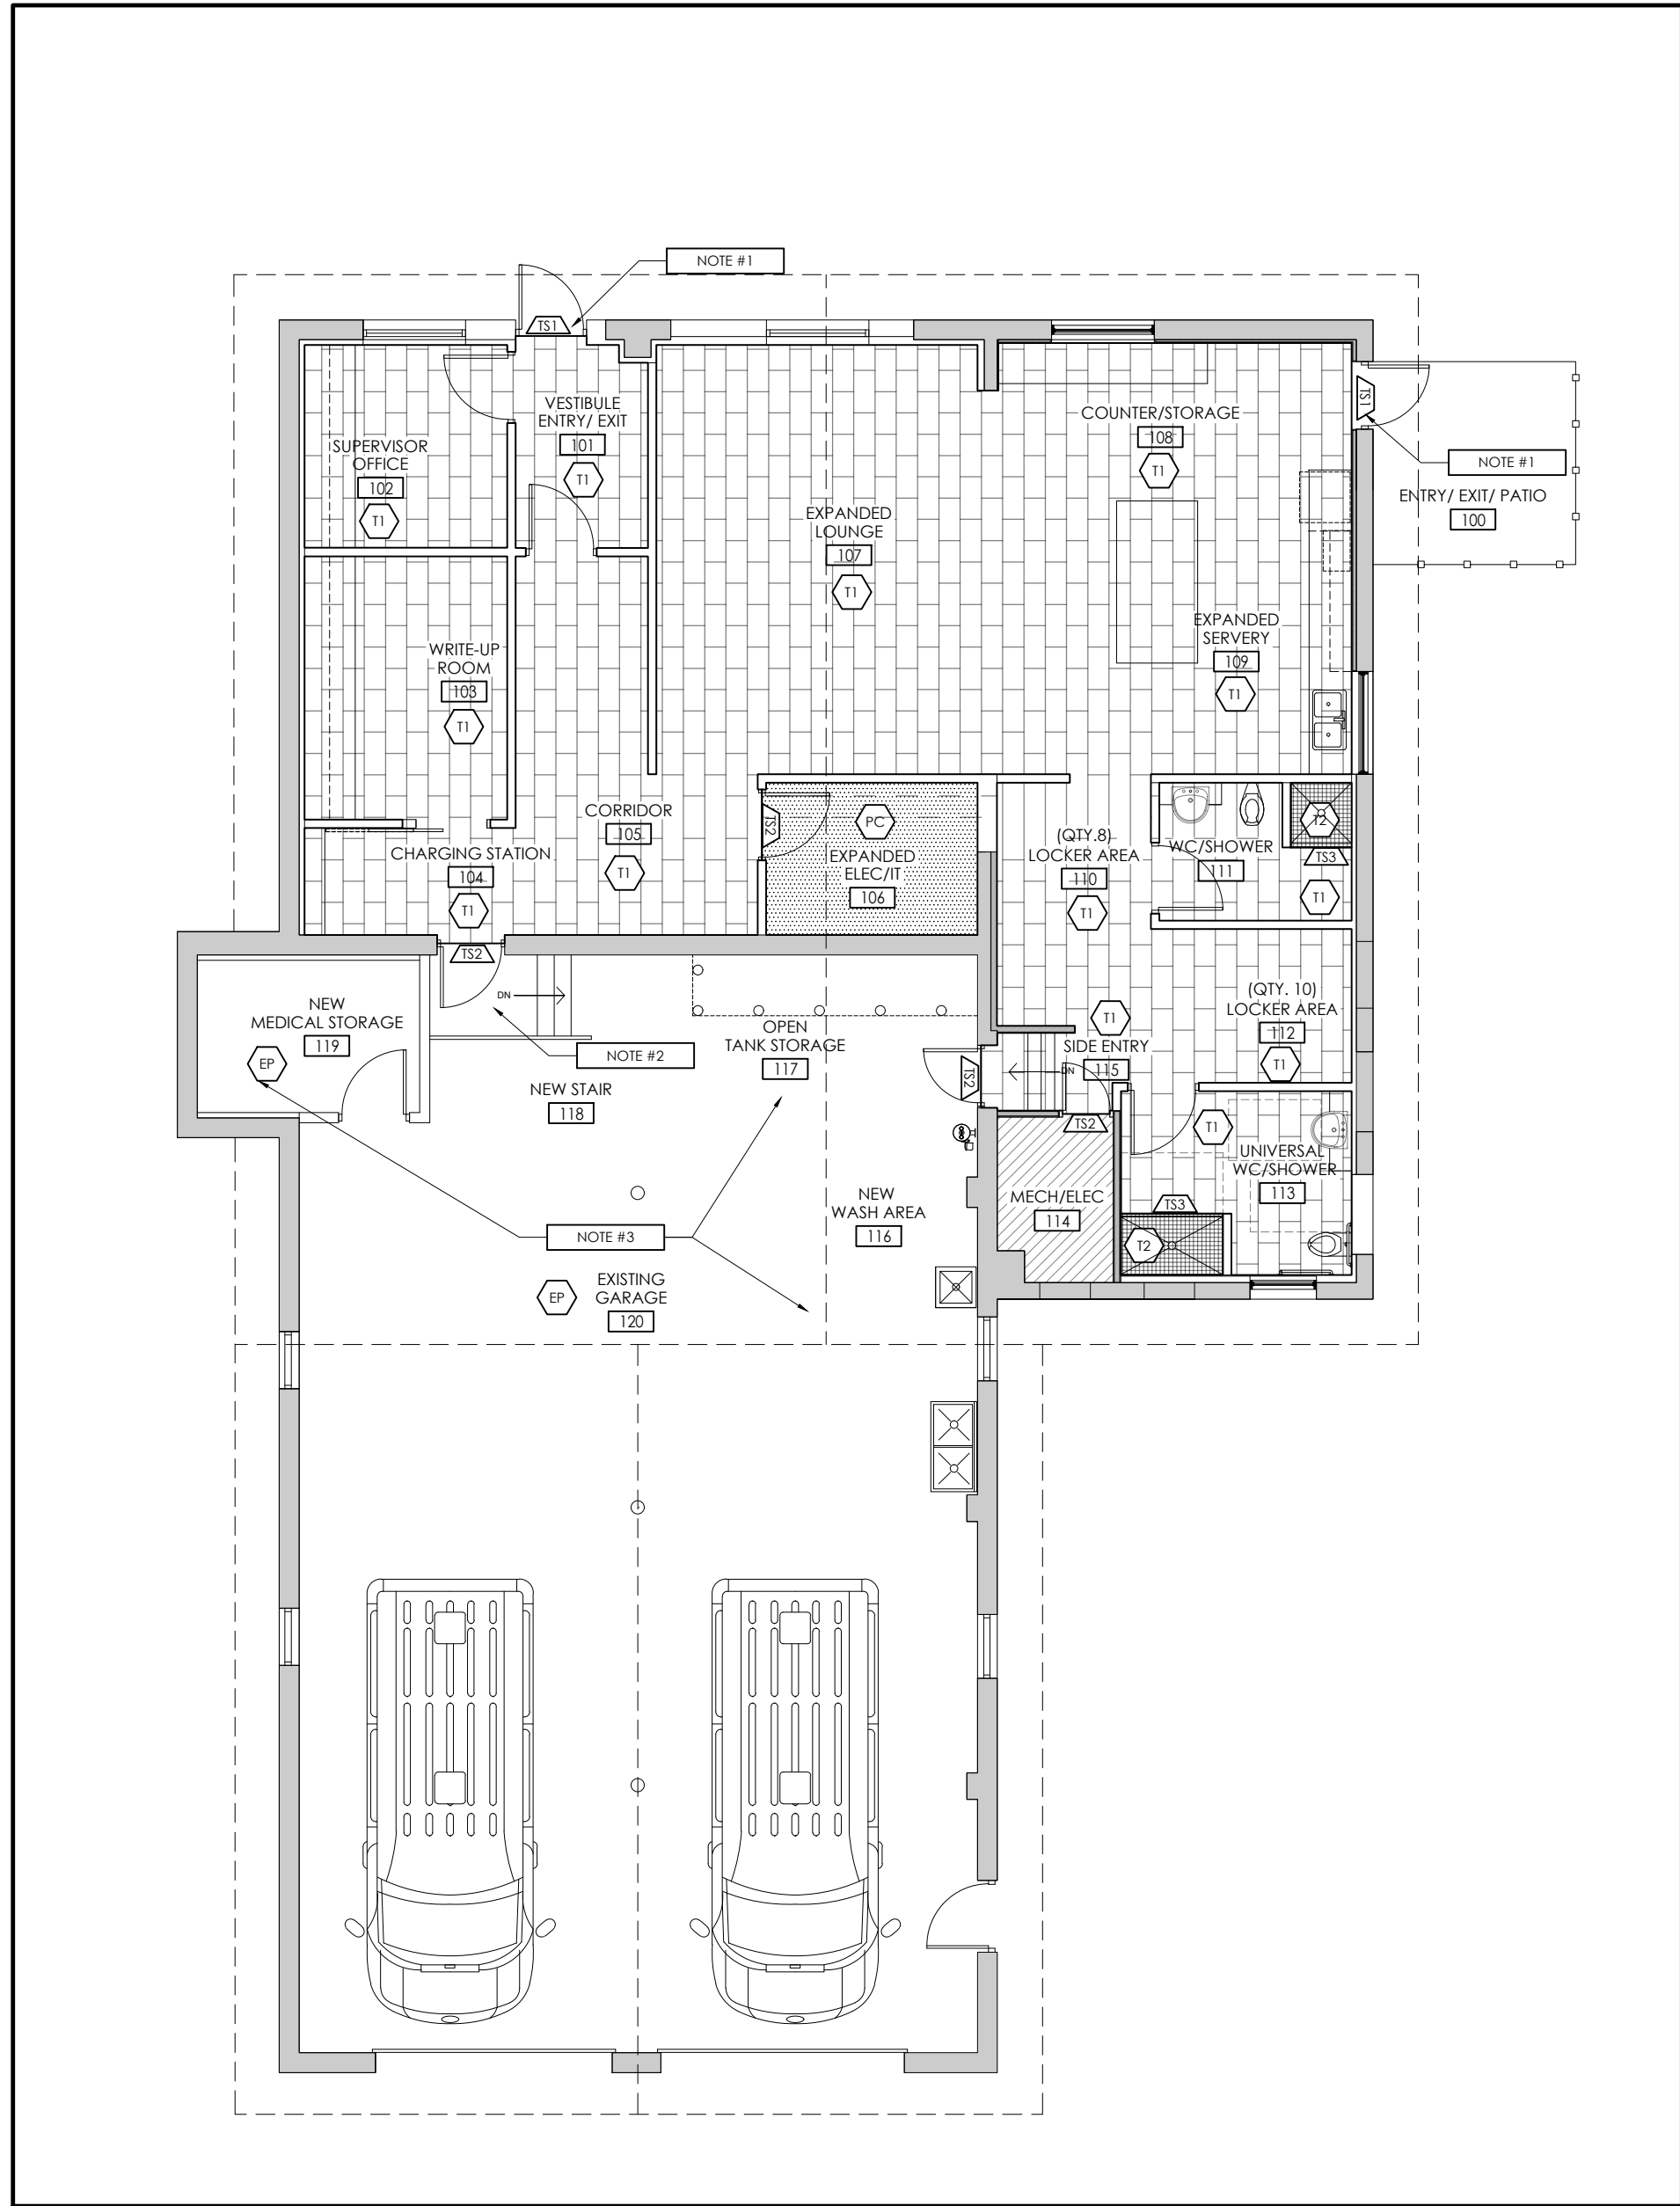 NOTE #1
TS1
TS1
NOTE #1
ENTRY/ EXIT/ PATIO
100
VESTIBULE
ENTRY/ EXIT
101
T1
SUPERVISOR
OFFICE
102
T1
COUNTER/STORAGE
108
T1
EXPANDED
LOUNGE
107
T1
EXPANDED
SERVERY
109
T1
WRITE-UP
ROOM
103
T1
CORRIDOR
105
T1
CHARGING STATION
104
T1
TS2
PC
EXPANDED
ELEC/IT
106
(QTY.8)
LOCKER AREA
110
T1
WC/SHOWER
111
T2
TS3
T1
TS2
DN
NEW
MEDICAL STORAGE
119
EP
NOTE #2
NEW STAIR
118
OPEN
TANK STORAGE
117
TS2
T1
SIDE ENTRY
115
DN
(QTY. 10)
LOCKER AREA
112
T1
TS2
T1
UNIVERSAL
WC/SHOWER
113
TS3
T2
MECH/ELEC
114
NEW
WASH AREA
116
NOTE #3
EP
EXISTING
GARAGE
120